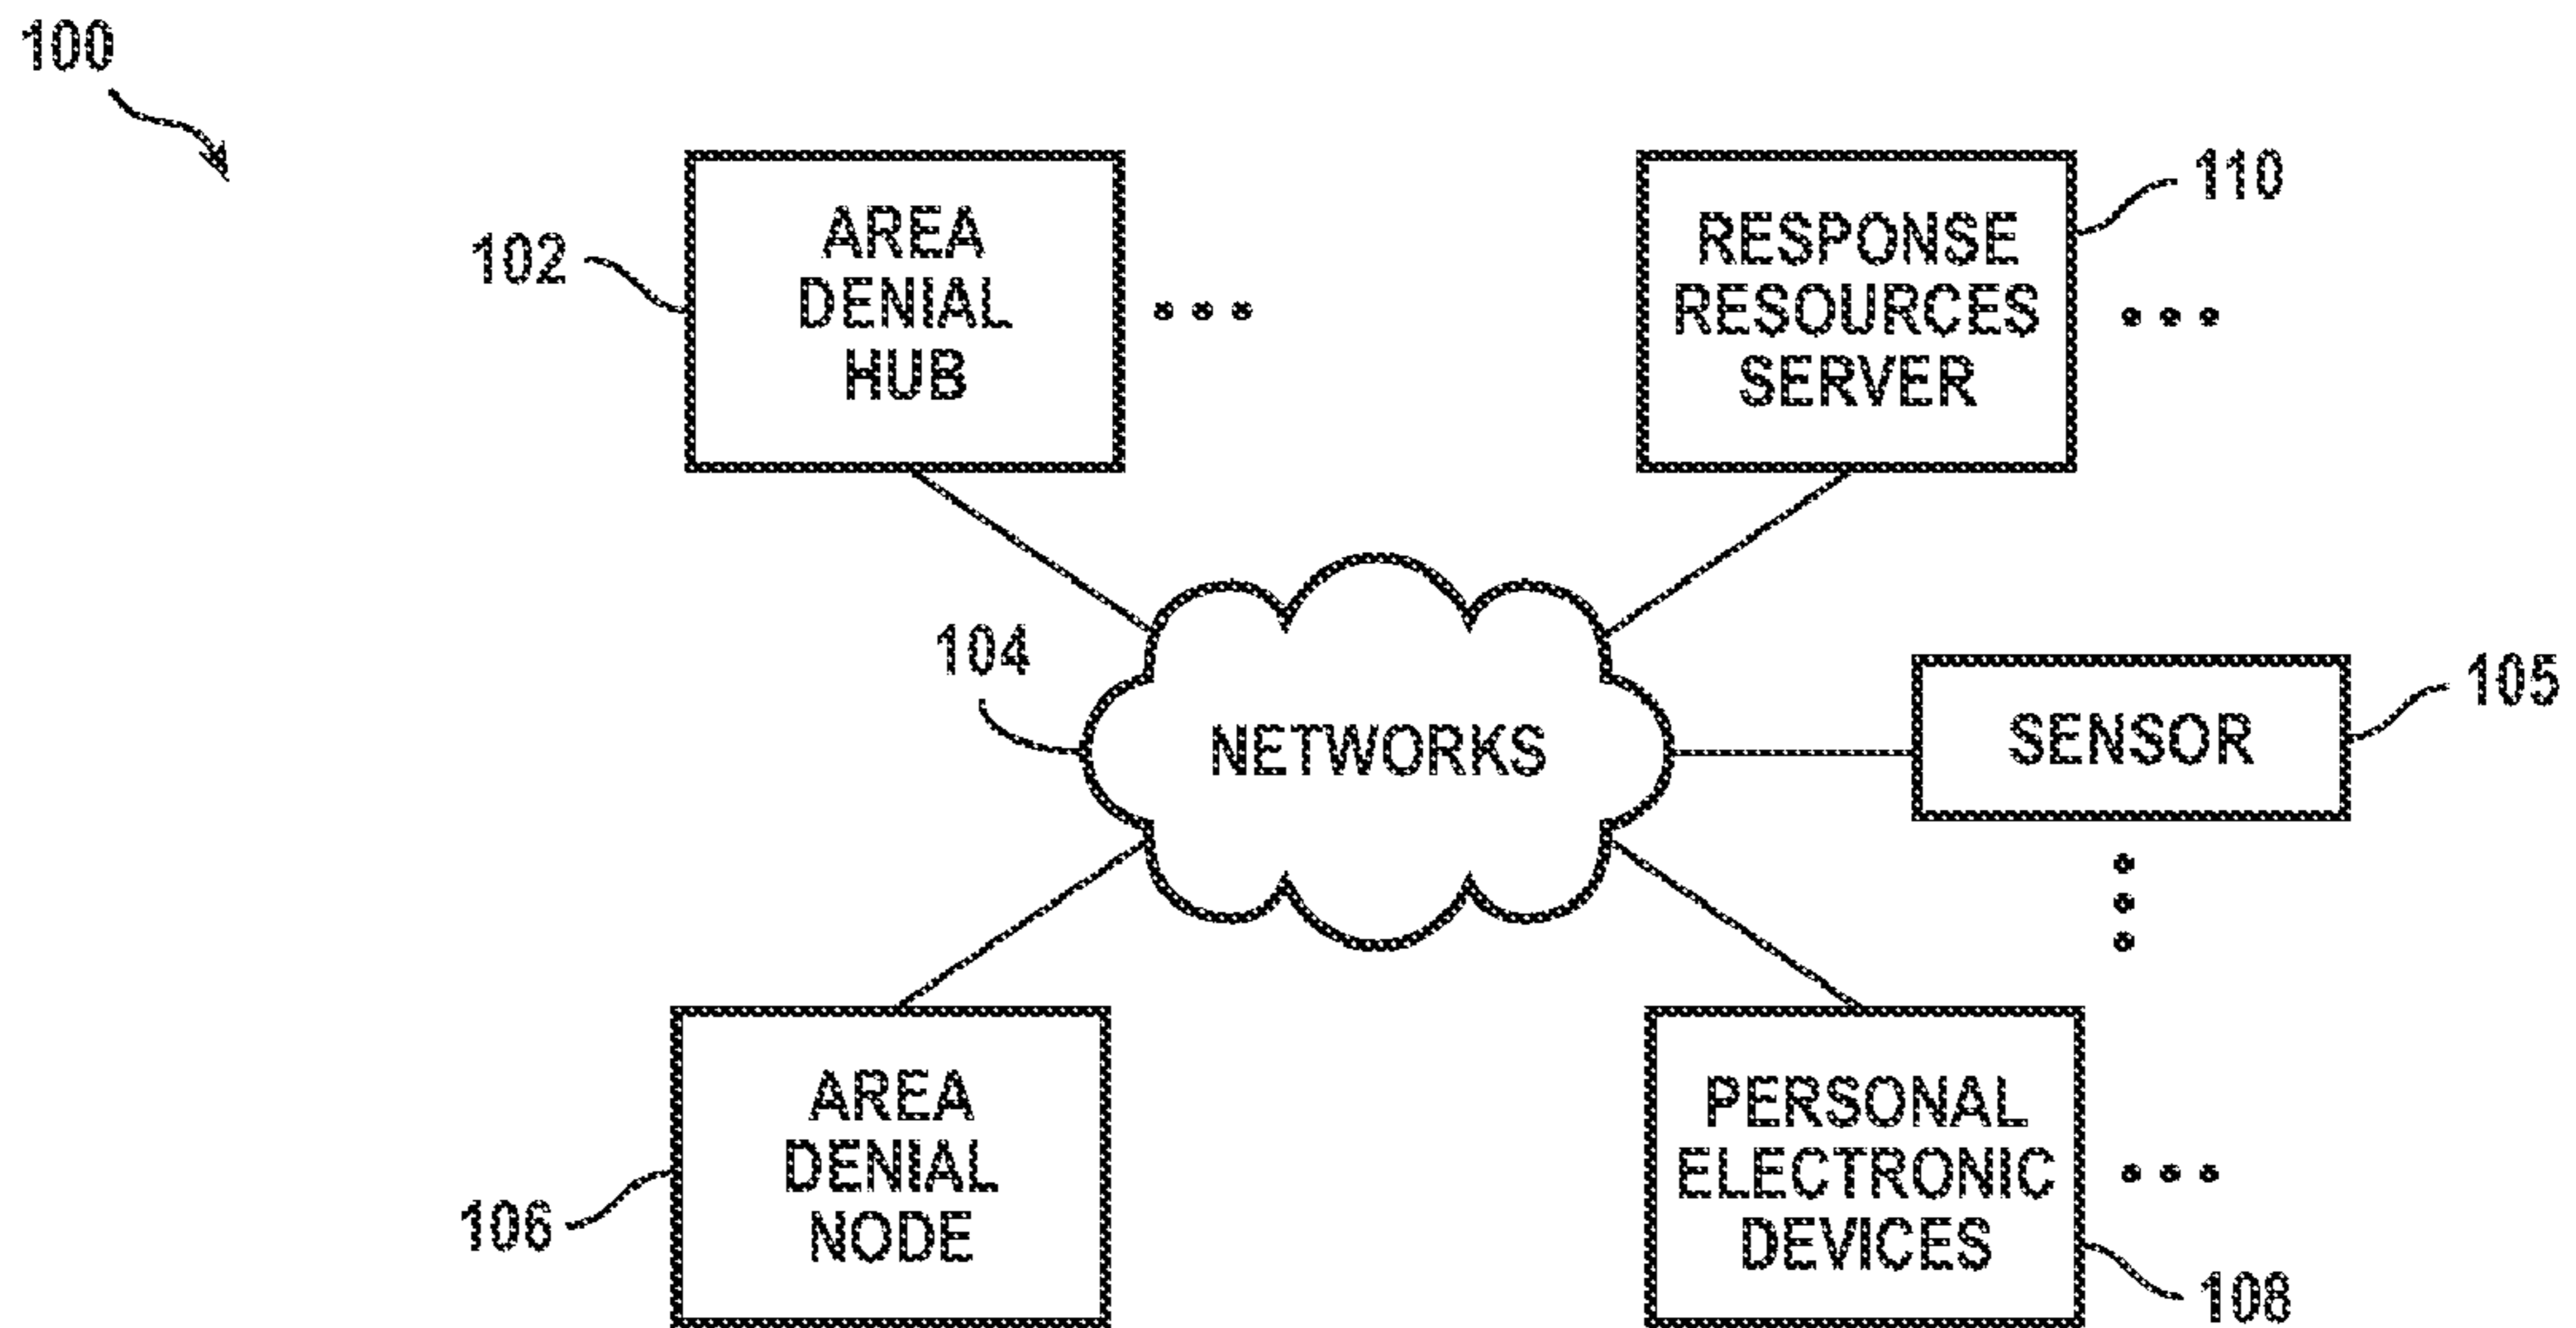 100
102
AREA
DENIAL
HUB
RESPONSE
RESOURCES
SERVER
110
104
NETWORKS
SENSOR
105
106
AREA
DENIAL
NODE
PERSONAL
ELECTRONIC
DEVICES
108